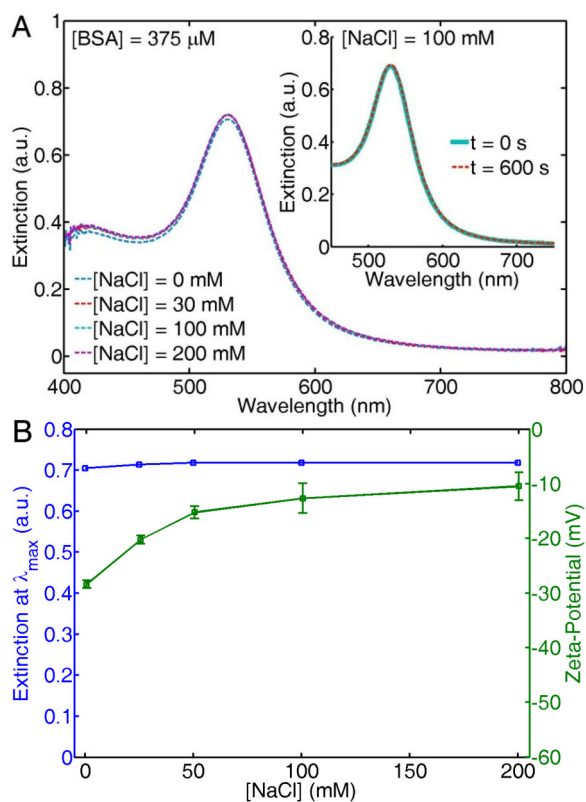 A
[BSA] = 375 µM
[NaCl] = 100 mM
Extinction (a.u.)
1
0.8
0.6
0.4
0.2
0
400
500
600
700
800
Wavelength (nm)
[NaCl] = 0 mM
[NaCl] = 30 mM
[NaCl] = 100 mM
[NaCl] = 200 mM
Extinction (a.u.)
0.8
0.6
0.4
0.2
0
500
600
700
Wavelength (nm)
t = 0 s
t = 600 s
B
Extinction at λmax (a.u.)
0.8
0.7
0.6
0.5
0.4
0.3
0.2
0.1
0
0
50
100
150
200
[NaCl] (mM)
0
-10
-20
-30
-40
-50
-60
Zeta-Potential (mV)